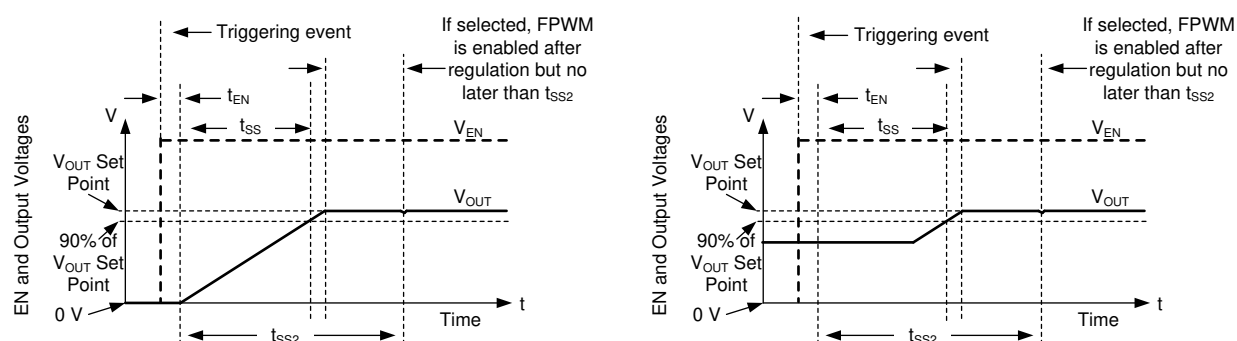 Triggering event
If selected, FPWM
is enabled after
regulation but no
later than tSS2
tEN
V
tSS
VEN
VOUT Set
Point
VOUT
90% of
VOUT Set
Point
0 V
t
Time
tSS2
EN and Output Voltages
Triggering event
If selected, FPWM
is enabled after
regulation but no
later than tSS2
tEN
V
tSS
VEN
VOUT Set
Point
VOUT
90% of
VOUT Set
Point
0 V
t
Time
tSS2
EN and Output Voltages